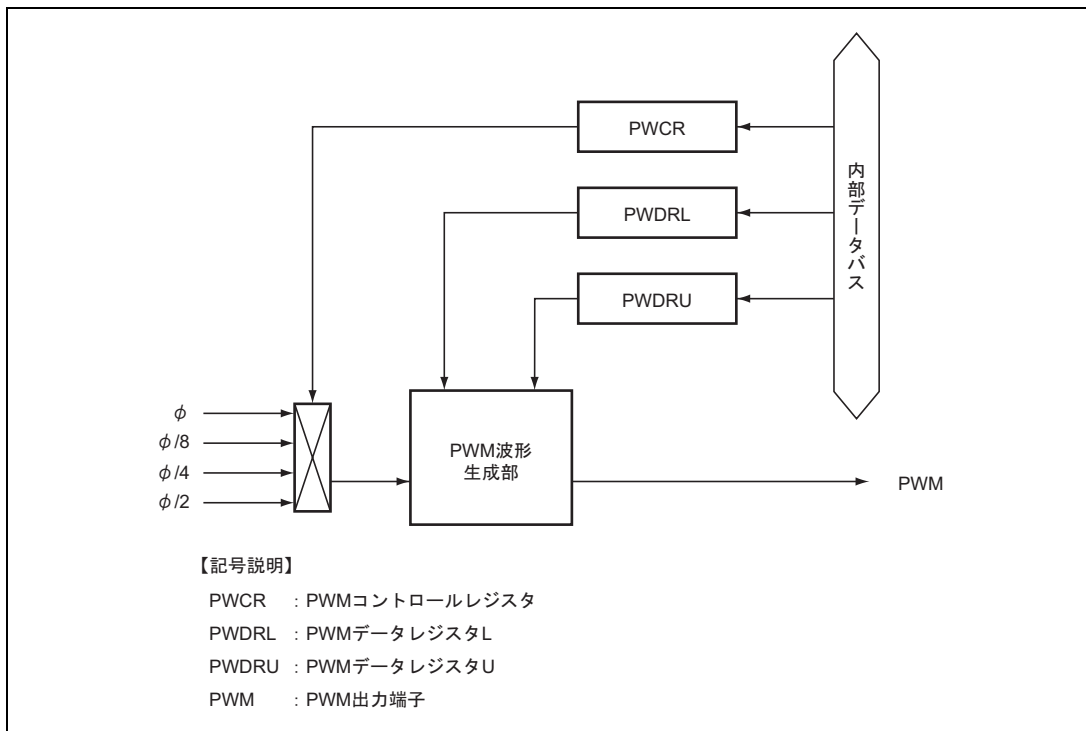 PWCR
PWDRL
PWDRU
内部データバス
φ
φ/8
φ/4
φ/2
PWM波形
生成部
PWM
【記号説明】
PWCR : PWMコントロールレジスタ
PWDRL : PWMデータレジスタL
PWDRU : PWMデータレジスタU
PWM : PWM出力端子